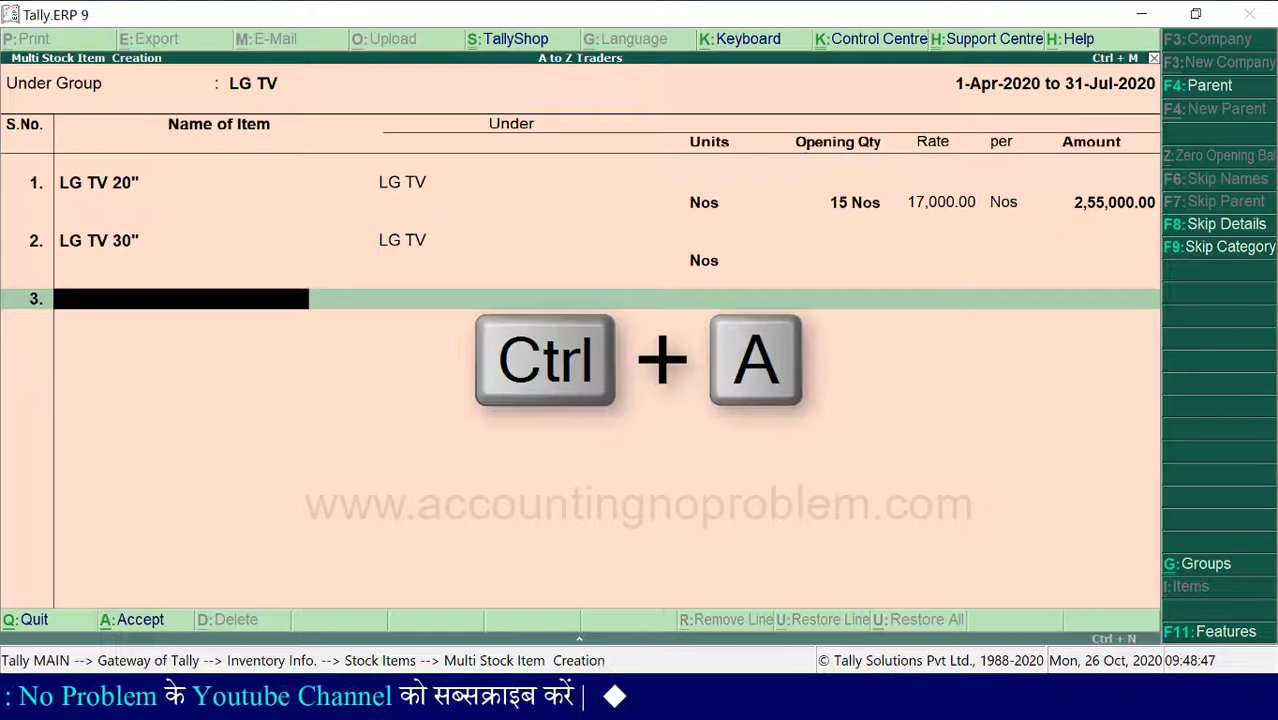 Tally.ERP 9
P: Print E: Export M: E-Mail O: Upload S: TallyShop G: Language K: Keyboard K: Control Centre H: Support Centre H: Help F3: Company
Multi Stock Item Creation A to Z Traders Ctrl + M F3: New Company
Under Group : LG TV 1-Apr-2020 to 31-Jul-2020 F4: Parent
F4: New Parent
S.No. Name of Item Under
Units Opening Qty Rate per Amount
Z: Zero Opening Bal
1. LG TV 20" LG TV F6: Skip Names
Nos 15 Nos 17,000.00 Nos 2,55,000.00 F7: Skip Parent
F8: Skip Details
2. LG TV 30" LG TV F9: Skip Category
Nos
3.
Ctrl + A
www.accountingnoproblem.com
G: Groups
I: Items
Q: Quit A: Accept D: Delete R: Remove Line U: Restore Line U: Restore All
F11: Features
Ctrl + N
Tally MAIN --> Gateway of Tally --> Inventory Info. --> Stock Items --> Multi Stock Item Creation © Tally Solutions Pvt Ltd., 1988-2020 Mon, 26 Oct, 2020 09:48:47
: No Problem के Youtube Channel को सब्सक्राइब करें |